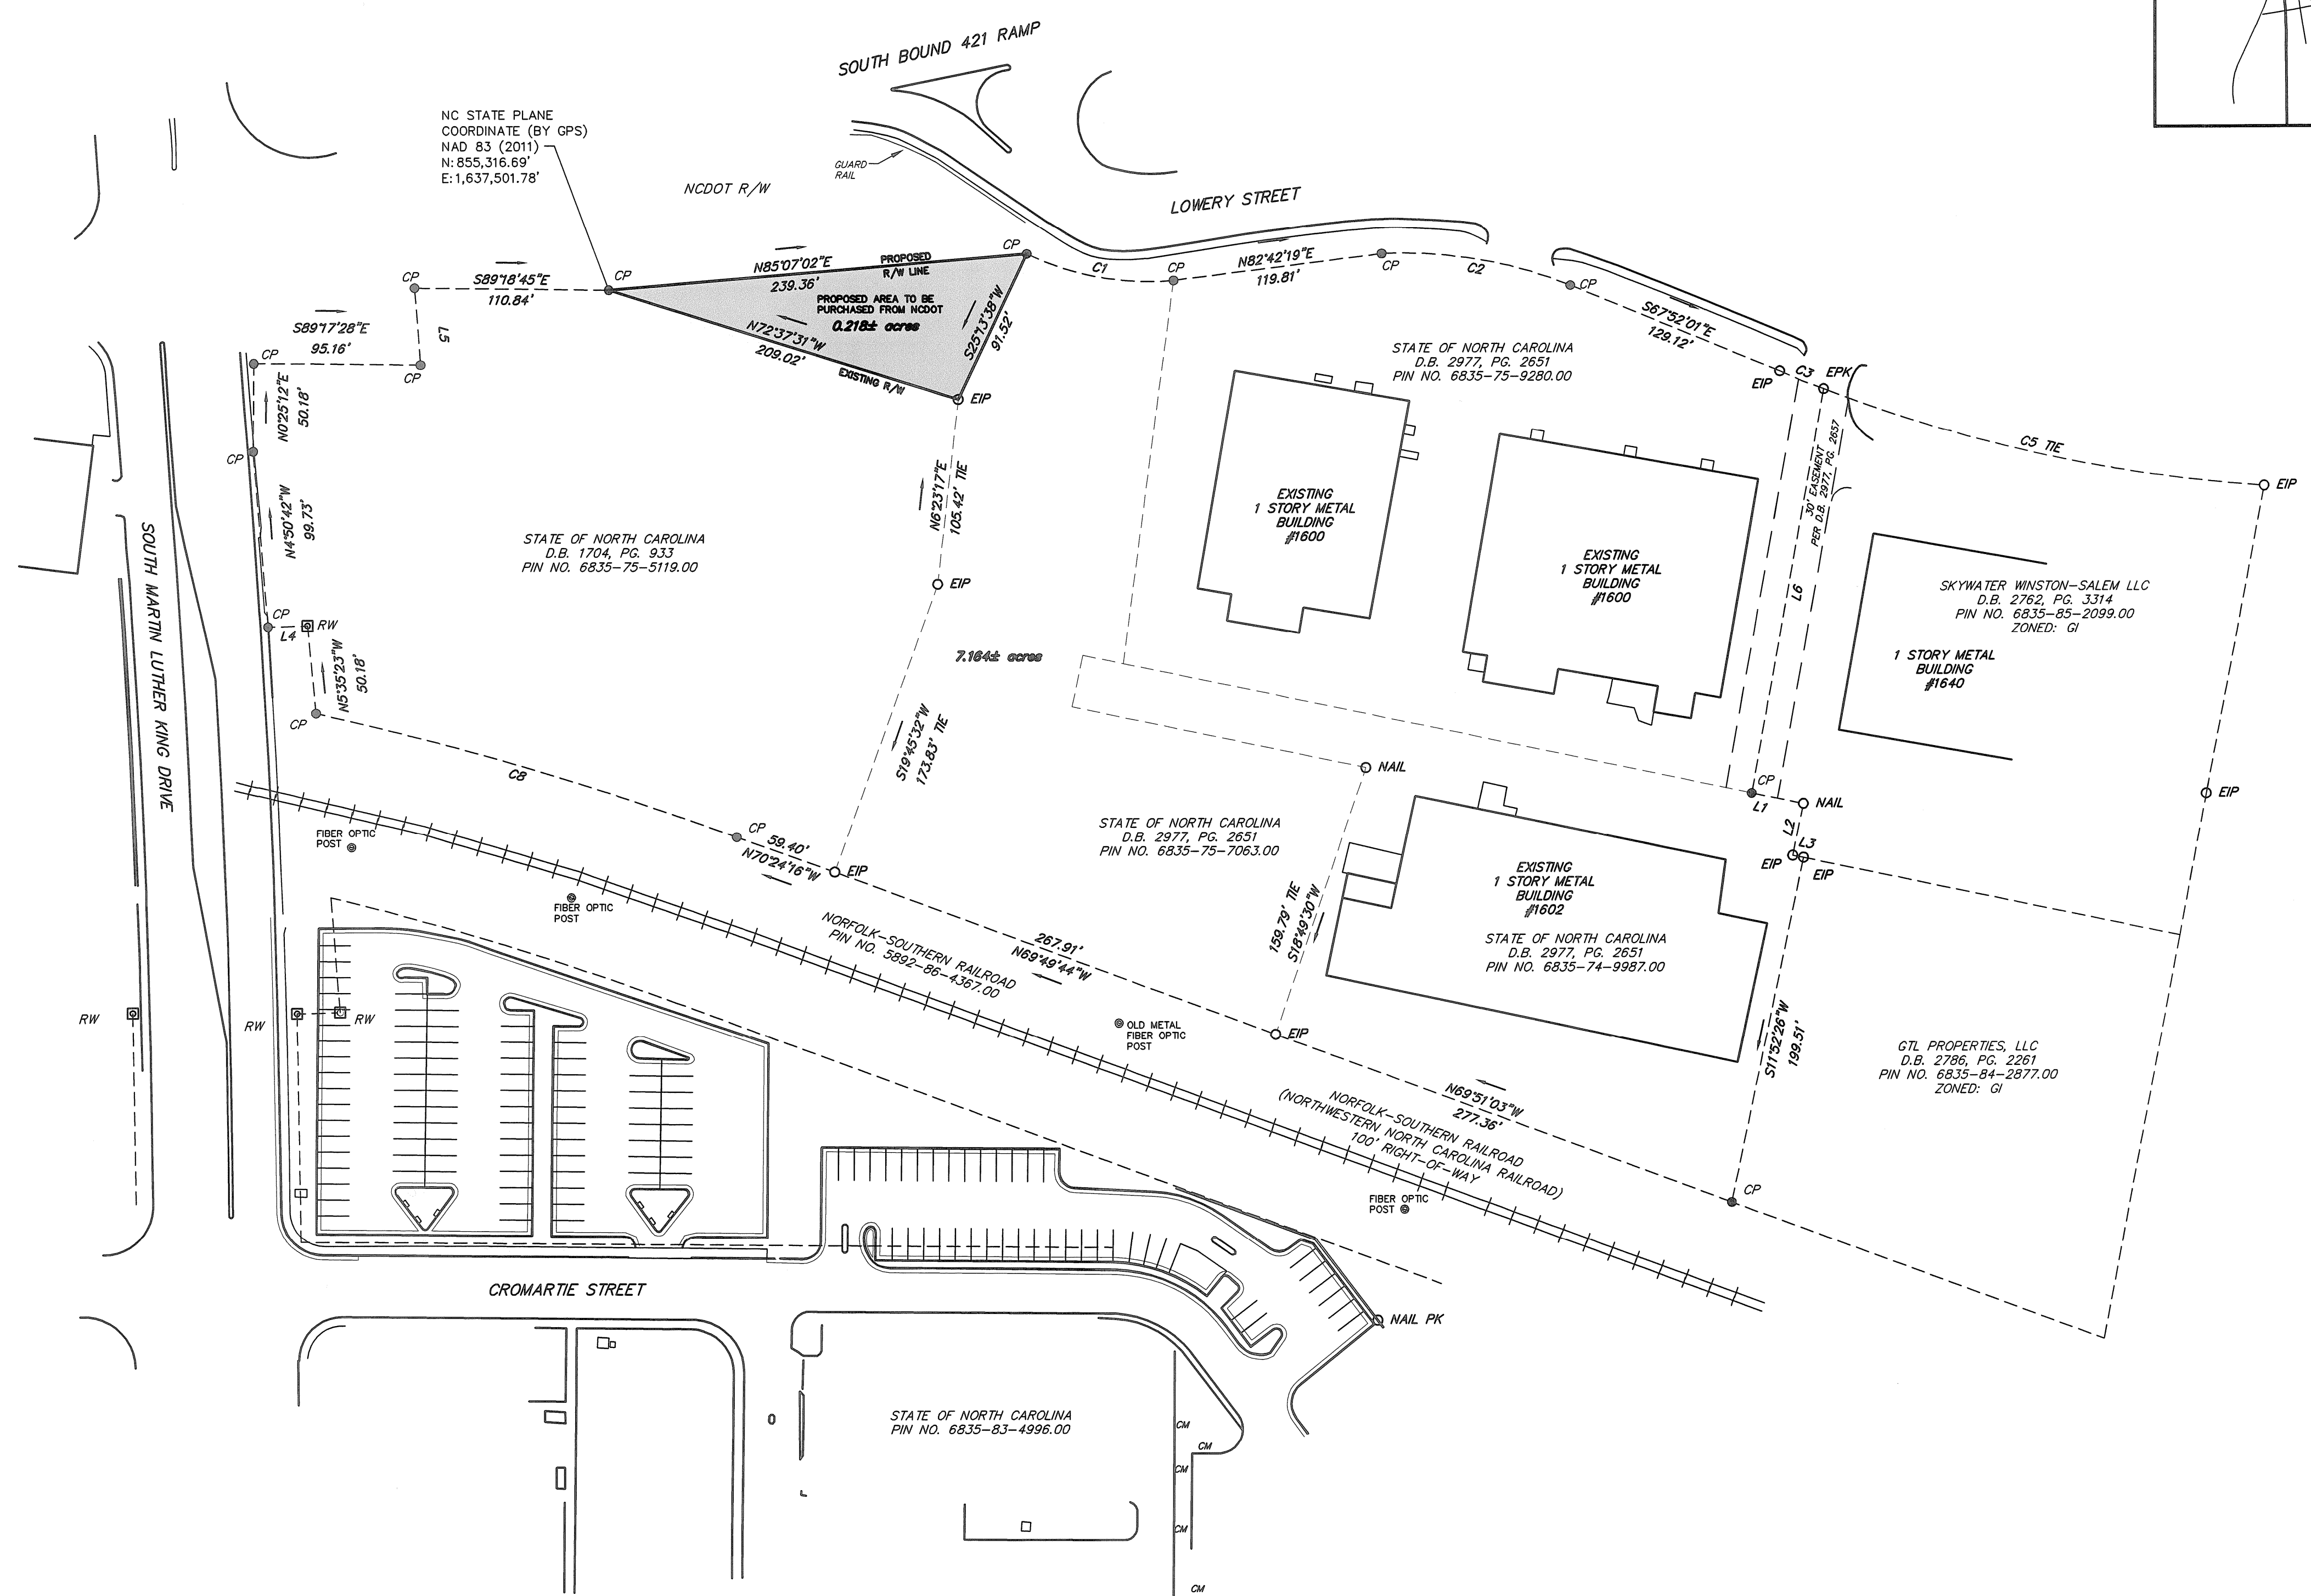 SOUTH BOUND 421 RAMP
NC STATE PLANE
COORDINATE (BY GPS)
NAD 83 (2011)
N: 855,316.69'
E: 1,637,501.78'
GUARD
RAIL
NCDOT R/W
LOWERY STREET
CP
S89°18'45"E
110.84'
CP
N85°07'02"E
239.36'
PROPOSED
R/W LINE
CP
PROPOSED AREA TO BE
PURCHASED FROM NCDOT
0.218± acres
N72°37'31"W
209.02'
EXISTING R/W
S25°13'38"W
91.52'
EIP
C1
CP
N82°42'19"E
119.81'
CP
C2
CP
S67°52'01"E
129.12'
EIP
C3
EPK
C5 TIE
EIP
S89°17'28"E
95.16'
L5
CP
CP
N0°25'12"E
50.18'
CP
N4°50'42"W
99.73'
CP
L4
RW
N5°35'23"W
50.18'
CP
STATE OF NORTH CAROLINA
D.B. 1704, PG. 933
PIN NO. 6835-75-5119.00
N6°23'17"E
105.42' TIE
EIP
7.164± acres
S19°45'32"W
173.83' TIE
STATE OF NORTH CAROLINA
D.B. 2977, PG. 2651
PIN NO. 6835-75-9280.00
EXISTING
1 STORY METAL
BUILDING
#1600
EXISTING
1 STORY METAL
BUILDING
#1600
30' EASEMENT
PER D.B. 2977, PG. 2657
L6
SKYWATER WINSTON-SALEM LLC
D.B. 2762, PG. 3314
PIN NO. 6835-85-2099.00
ZONED: GI
1 STORY METAL
BUILDING
#1640
SOUTH MARTIN LUTHER KING DRIVE
C8
FIBER OPTIC
POST
CP
59.40'
N70°24'16"W
EIP
FIBER OPTIC
POST
NAIL
STATE OF NORTH CAROLINA
D.B. 2977, PG. 2651
PIN NO. 6835-75-7063.00
CP
L1
NAIL
L2
L3
EIP
EIP
EIP
EXISTING
1 STORY METAL
BUILDING
#1602
STATE OF NORTH CAROLINA
D.B. 2977, PG. 2651
PIN NO. 6835-74-9987.00
159.79' TIE
S18°49'30"W
NORFOLK-SOUTHERN RAILROAD
PIN NO. 5892-86-4367.00
267.91'
N69°49'44"W
OLD METAL
FIBER OPTIC
POST
EIP
S11°52'26"W
199.51'
GTL PROPERTIES, LLC
D.B. 2786, PG. 2261
PIN NO. 6835-84-2877.00
ZONED: GI
RW
RW
RW
N69°51'03"W
277.36'
NORFOLK-SOUTHERN RAILROAD
(NORTHWESTERN NORTH CAROLINA RAILROAD)
100' RIGHT-OF-WAY
FIBER OPTIC
POST
CP
CROMARTIE STREET
NAIL PK
STATE OF NORTH CAROLINA
PIN NO. 6835-83-4996.00
CM
CM
CM
CM
CM